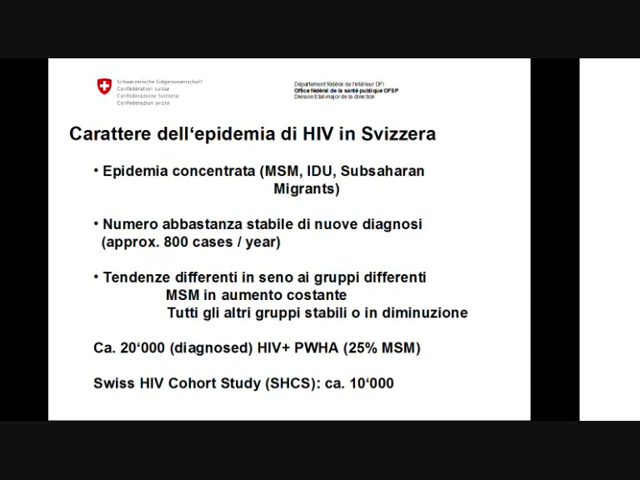 Schweizerische Eidgenossenschaft
Confédération suisse
Confederazione Svizzera
Confederaziun svizra
Département fédéral de l'intérieur DFI
Office fédéral de la santé publique OFSP
Division Etat-major de la direction
Carattere dell‘epidemia di HIV in Svizzera
• Epidemia concentrata (MSM, IDU, Subsaharan
Migrants)
• Numero abbastanza stabile di nuove diagnosi
(approx. 800 cases / year)
• Tendenze differenti in seno ai gruppi differenti
MSM in aumento costante
Tutti gli altri gruppi stabili o in diminuzione
Ca. 20‘000 (diagnosed) HIV+ PWHA (25% MSM)
Swiss HIV Cohort Study (SHCS): ca. 10‘000